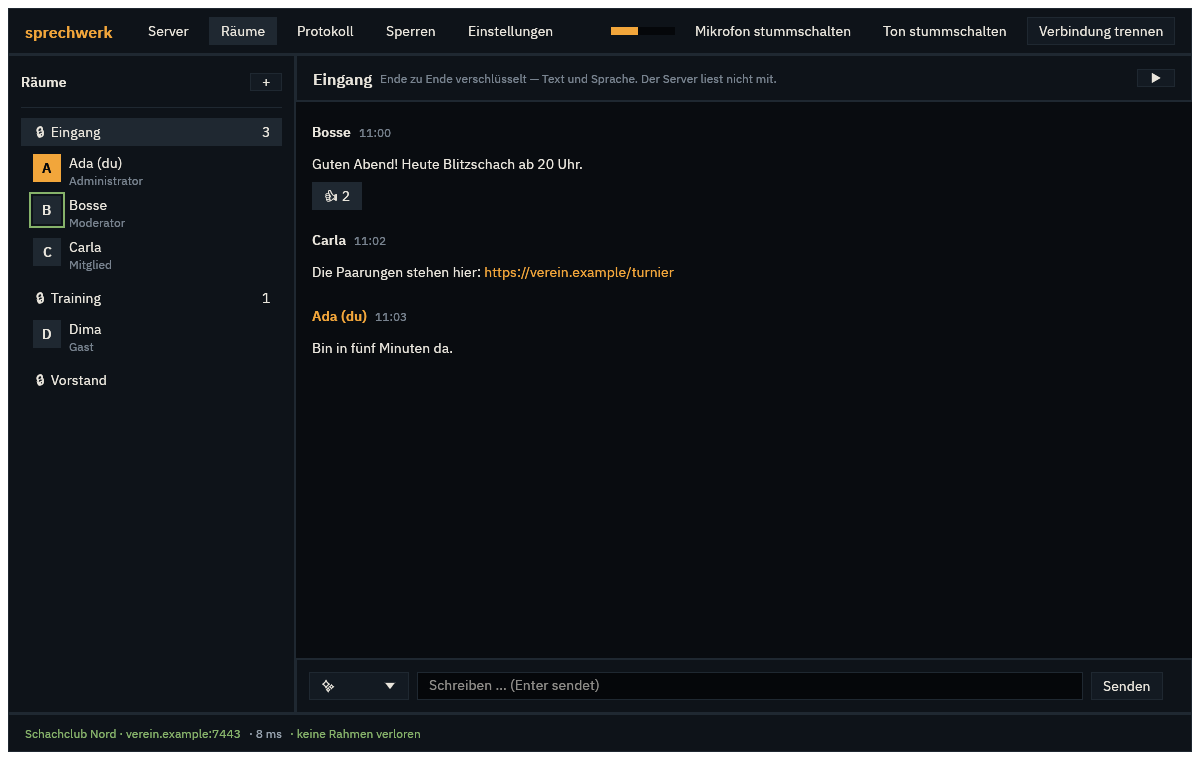 sprechwerk Server Räume Protokoll Sperren Einstellungen Mikrofon stummschalten Ton stummschalten Verbindung trennen
Räume +
Eingang 3
A Ada (du)
Administrator
B Bosse
Moderator
C Carla
Mitglied
Training 1
D Dima
Gast
Vorstand
Eingang Ende zu Ende verschlüsselt — Text und Sprache. Der Server liest nicht mit.
Bosse 11:00
Guten Abend! Heute Blitzschach ab 20 Uhr.
👍 2
Carla 11:02
Die Paarungen stehen hier: https://verein.example/turnier
Ada (du) 11:03
Bin in fünf Minuten da.
Schreiben ... (Enter sendet) Senden
Schachclub Nord · verein.example:7443 · 8 ms · keine Rahmen verloren